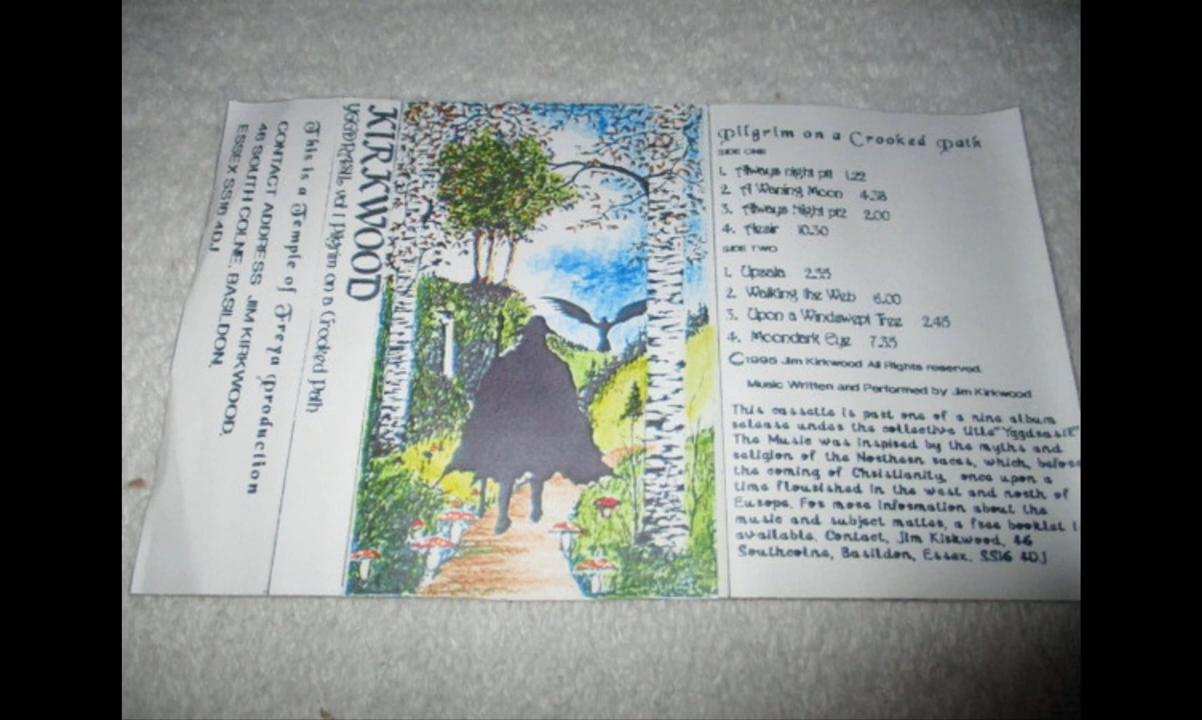 This is a Temple of Freya Production
CONTACT ADDRESS JIM KIRKWOOD,
46 SOUTH COLNE, BASILDON,
ESSEX SS16 4DJ
KIRKWOOD
YGGDRASIL vol 1 Pilgrim on a Crooked Path
Pilgrim on a Crooked Path
SIDE ONE
1. Always night pt1 1.22
2. A Waning Moon 4.38
3. Always Night pt2 2.00
4. 10.30
SIDE TWO
1. Upsala 2.35
2. Walking the Web 6.00
3. Upon a Windswept Tree 2.45
4. Moondark Eye 7.35
©1995 Jim Kirkwood All Rights reserved.
Music Written and Performed by Jim Kirkwood
This cassette is part one of a nine album
release under the collective title "Yggdrasil"
The Music was inspired by the myths and
religion of the Northern races, which, before
the coming of Christianity, once upon a
time flourished in the west and north of
Europe. For more information about the
music and subject matter, a free booklet is
available. Contact, Jim Kirkwood, 46
Southcolne, Basildon, Essex. SS16 4DJ